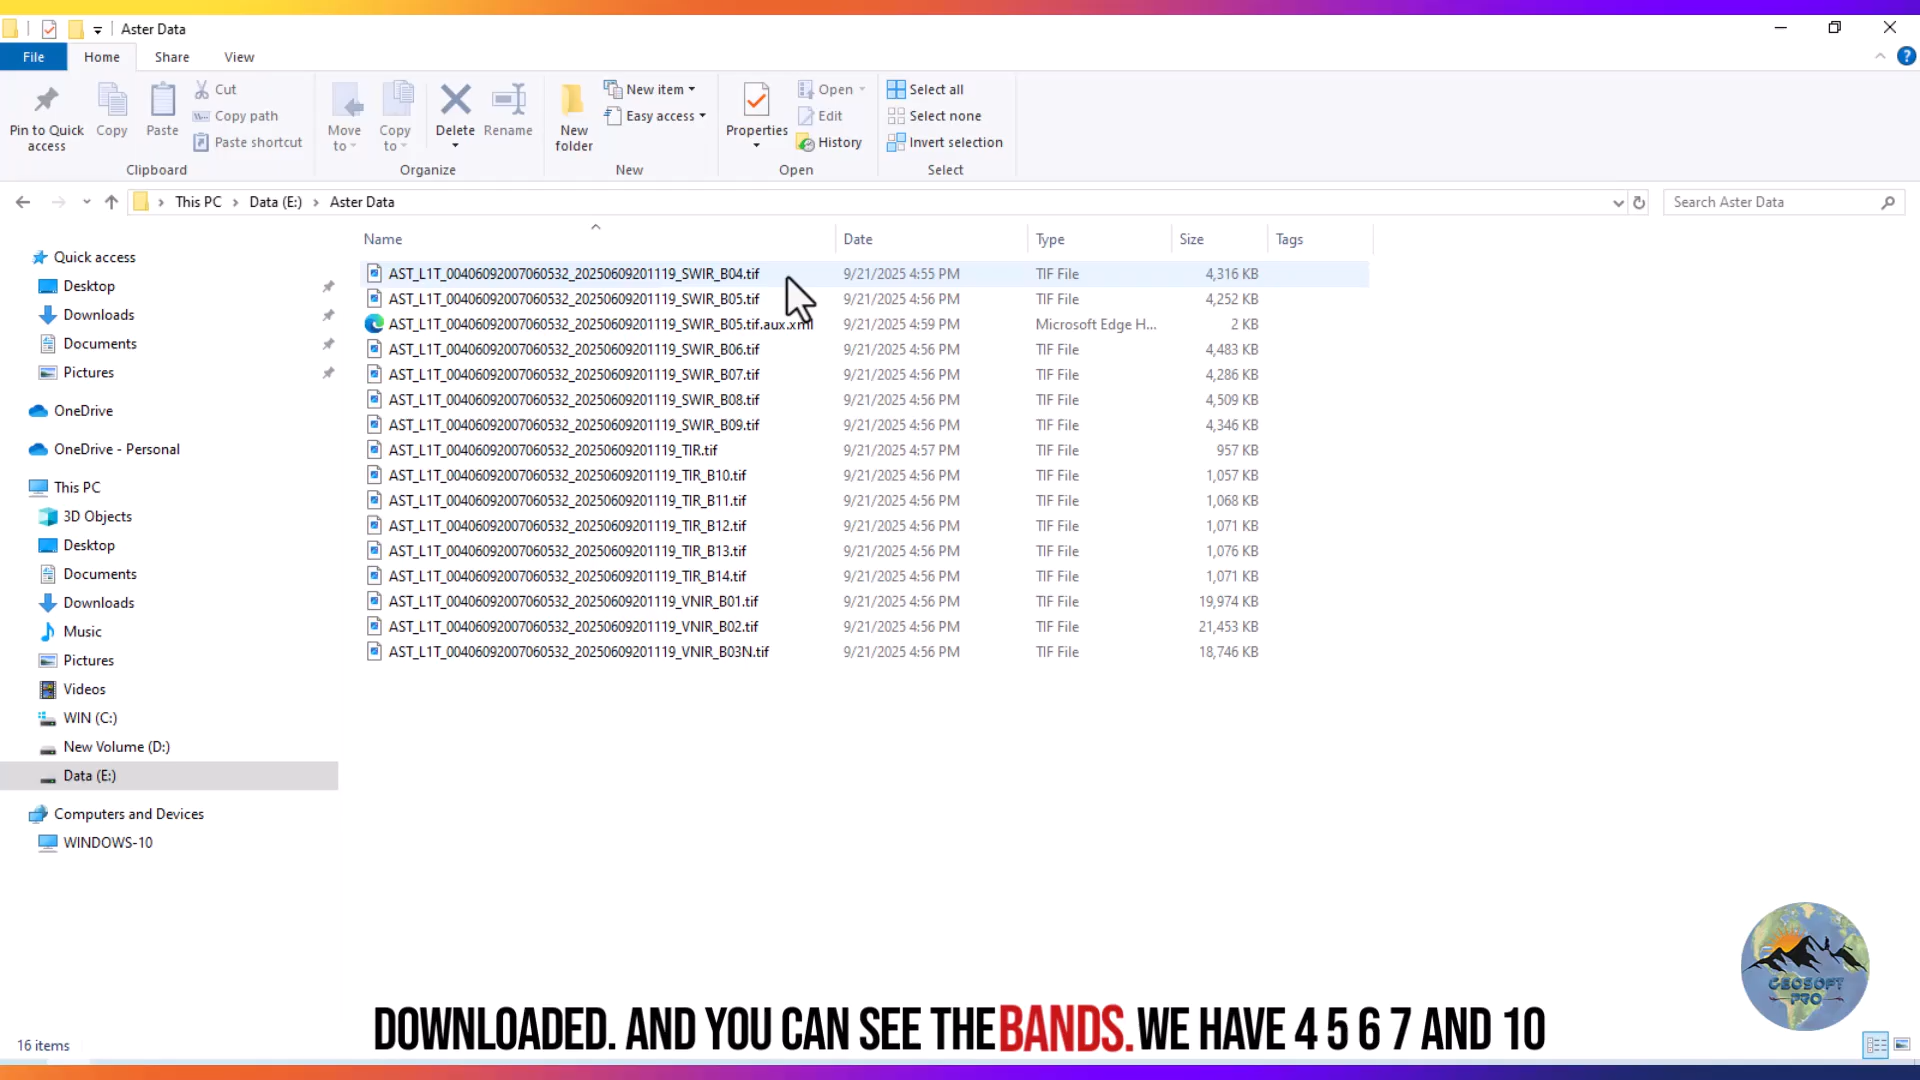 Aster Data
File Home Share View
Pin to Quick access
Copy
Paste
Cut
Copy path
Paste shortcut
Clipboard
Move to
Copy to
Delete
Rename
Organize
New folder
New item
Easy access
New
Properties
Open
Edit
History
Open
Select all
Select none
Invert selection
Select
This PC > Data (E:) > Aster Data
Search Aster Data
Quick access
Desktop
Downloads
Documents
Pictures
OneDrive
OneDrive - Personal
This PC
3D Objects
Desktop
Documents
Downloads
Music
Pictures
Videos
WIN (C:)
New Volume (D:)
Data (E:)
Computers and Devices
WINDOWS-10
Name Date Type Size Tags
AST_L1T_00406092007060532_20250609201119_SWIR_B04.tif 9/21/2025 4:55 PM TIF File 4,316 KB
AST_L1T_00406092007060532_20250609201119_SWIR_B05.tif 9/21/2025 4:56 PM TIF File 4,252 KB
AST_L1T_00406092007060532_20250609201119_SWIR_B05.tif.aux.xml 9/21/2025 4:59 PM Microsoft Edge H... 2 KB
AST_L1T_00406092007060532_20250609201119_SWIR_B06.tif 9/21/2025 4:56 PM TIF File 4,483 KB
AST_L1T_00406092007060532_20250609201119_SWIR_B07.tif 9/21/2025 4:56 PM TIF File 4,286 KB
AST_L1T_00406092007060532_20250609201119_SWIR_B08.tif 9/21/2025 4:56 PM TIF File 4,509 KB
AST_L1T_00406092007060532_20250609201119_SWIR_B09.tif 9/21/2025 4:56 PM TIF File 4,346 KB
AST_L1T_00406092007060532_20250609201119_TIR.tif 9/21/2025 4:57 PM TIF File 957 KB
AST_L1T_00406092007060532_20250609201119_TIR_B10.tif 9/21/2025 4:56 PM TIF File 1,057 KB
AST_L1T_00406092007060532_20250609201119_TIR_B11.tif 9/21/2025 4:56 PM TIF File 1,068 KB
AST_L1T_00406092007060532_20250609201119_TIR_B12.tif 9/21/2025 4:56 PM TIF File 1,071 KB
AST_L1T_00406092007060532_20250609201119_TIR_B13.tif 9/21/2025 4:56 PM TIF File 1,076 KB
AST_L1T_00406092007060532_20250609201119_TIR_B14.tif 9/21/2025 4:56 PM TIF File 1,071 KB
AST_L1T_00406092007060532_20250609201119_VNIR_B01.tif 9/21/2025 4:56 PM TIF File 19,974 KB
AST_L1T_00406092007060532_20250609201119_VNIR_B02.tif 9/21/2025 4:56 PM TIF File 21,453 KB
AST_L1T_00406092007060532_20250609201119_VNIR_B03N.tif 9/21/2025 4:56 PM TIF File 18,746 KB
GEOSOFT
PRO
DOWNLOADED. AND YOU CAN SEE THE BANDS. WE HAVE 4 5 6 7 AND 10
16 items